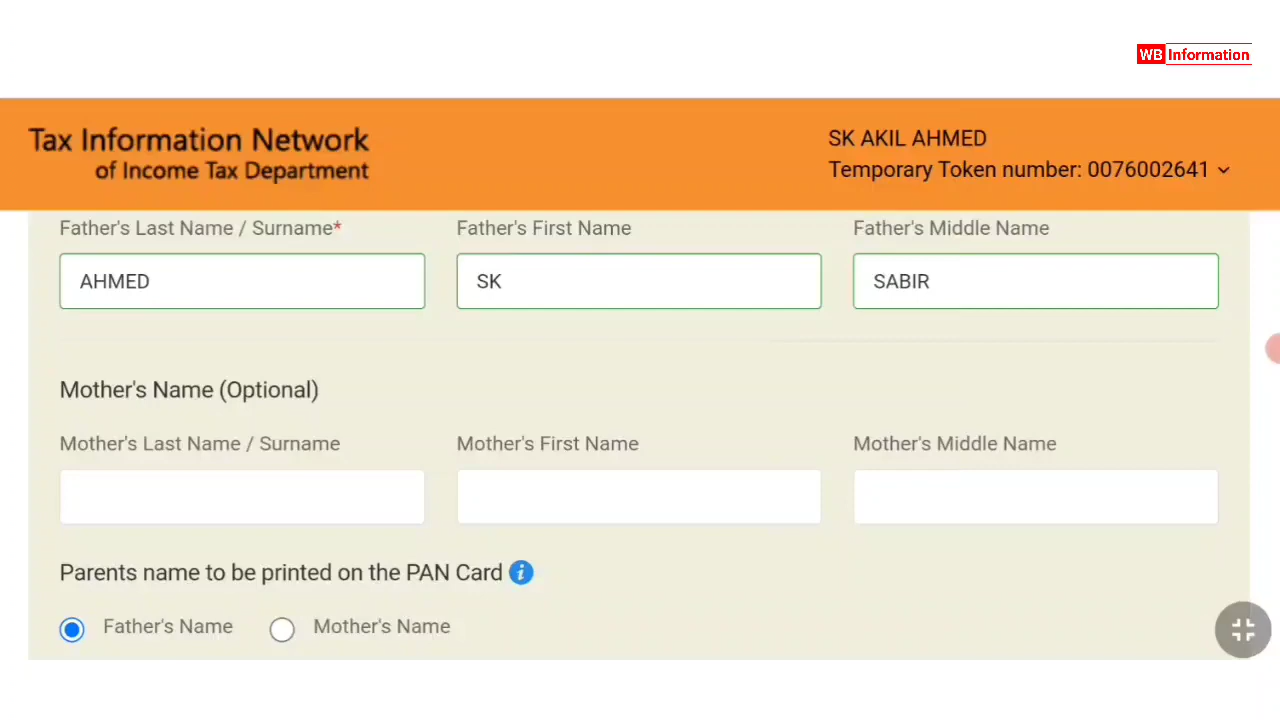 WB Information
Tax Information Network
of Income Tax Department
SK AKIL AHMED
Temporary Token number: 0076002641
Father's Last Name / Surname* Father's First Name Father's Middle Name
AHMED SK SABIR
Mother's Name (Optional)
Mother's Last Name / Surname Mother's First Name Mother's Middle Name
Parents name to be printed on the PAN Card i
Father's Name Mother's Name